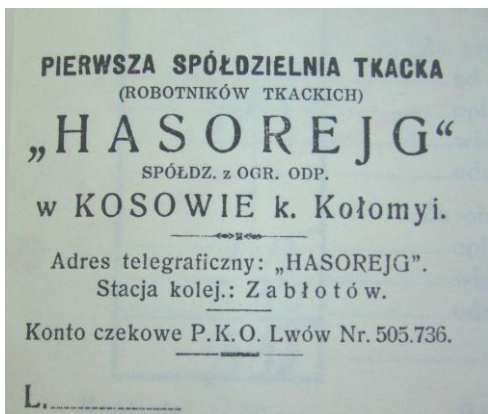 PIERWSZA SPÓŁDZIELNIA TKACKA
(ROBOTNIKÓW TKACKICH)
„HASOREJG“
SPÓŁDZ. z OGR. ODP.
w KOSOWIE k. Kołomyi.
Adres telegraficzny: „HASOREJG”.
Stacja kolej.: Zabłotów.
Konto czekowe P.K.O. Lwów Nr. 505.736.
L.